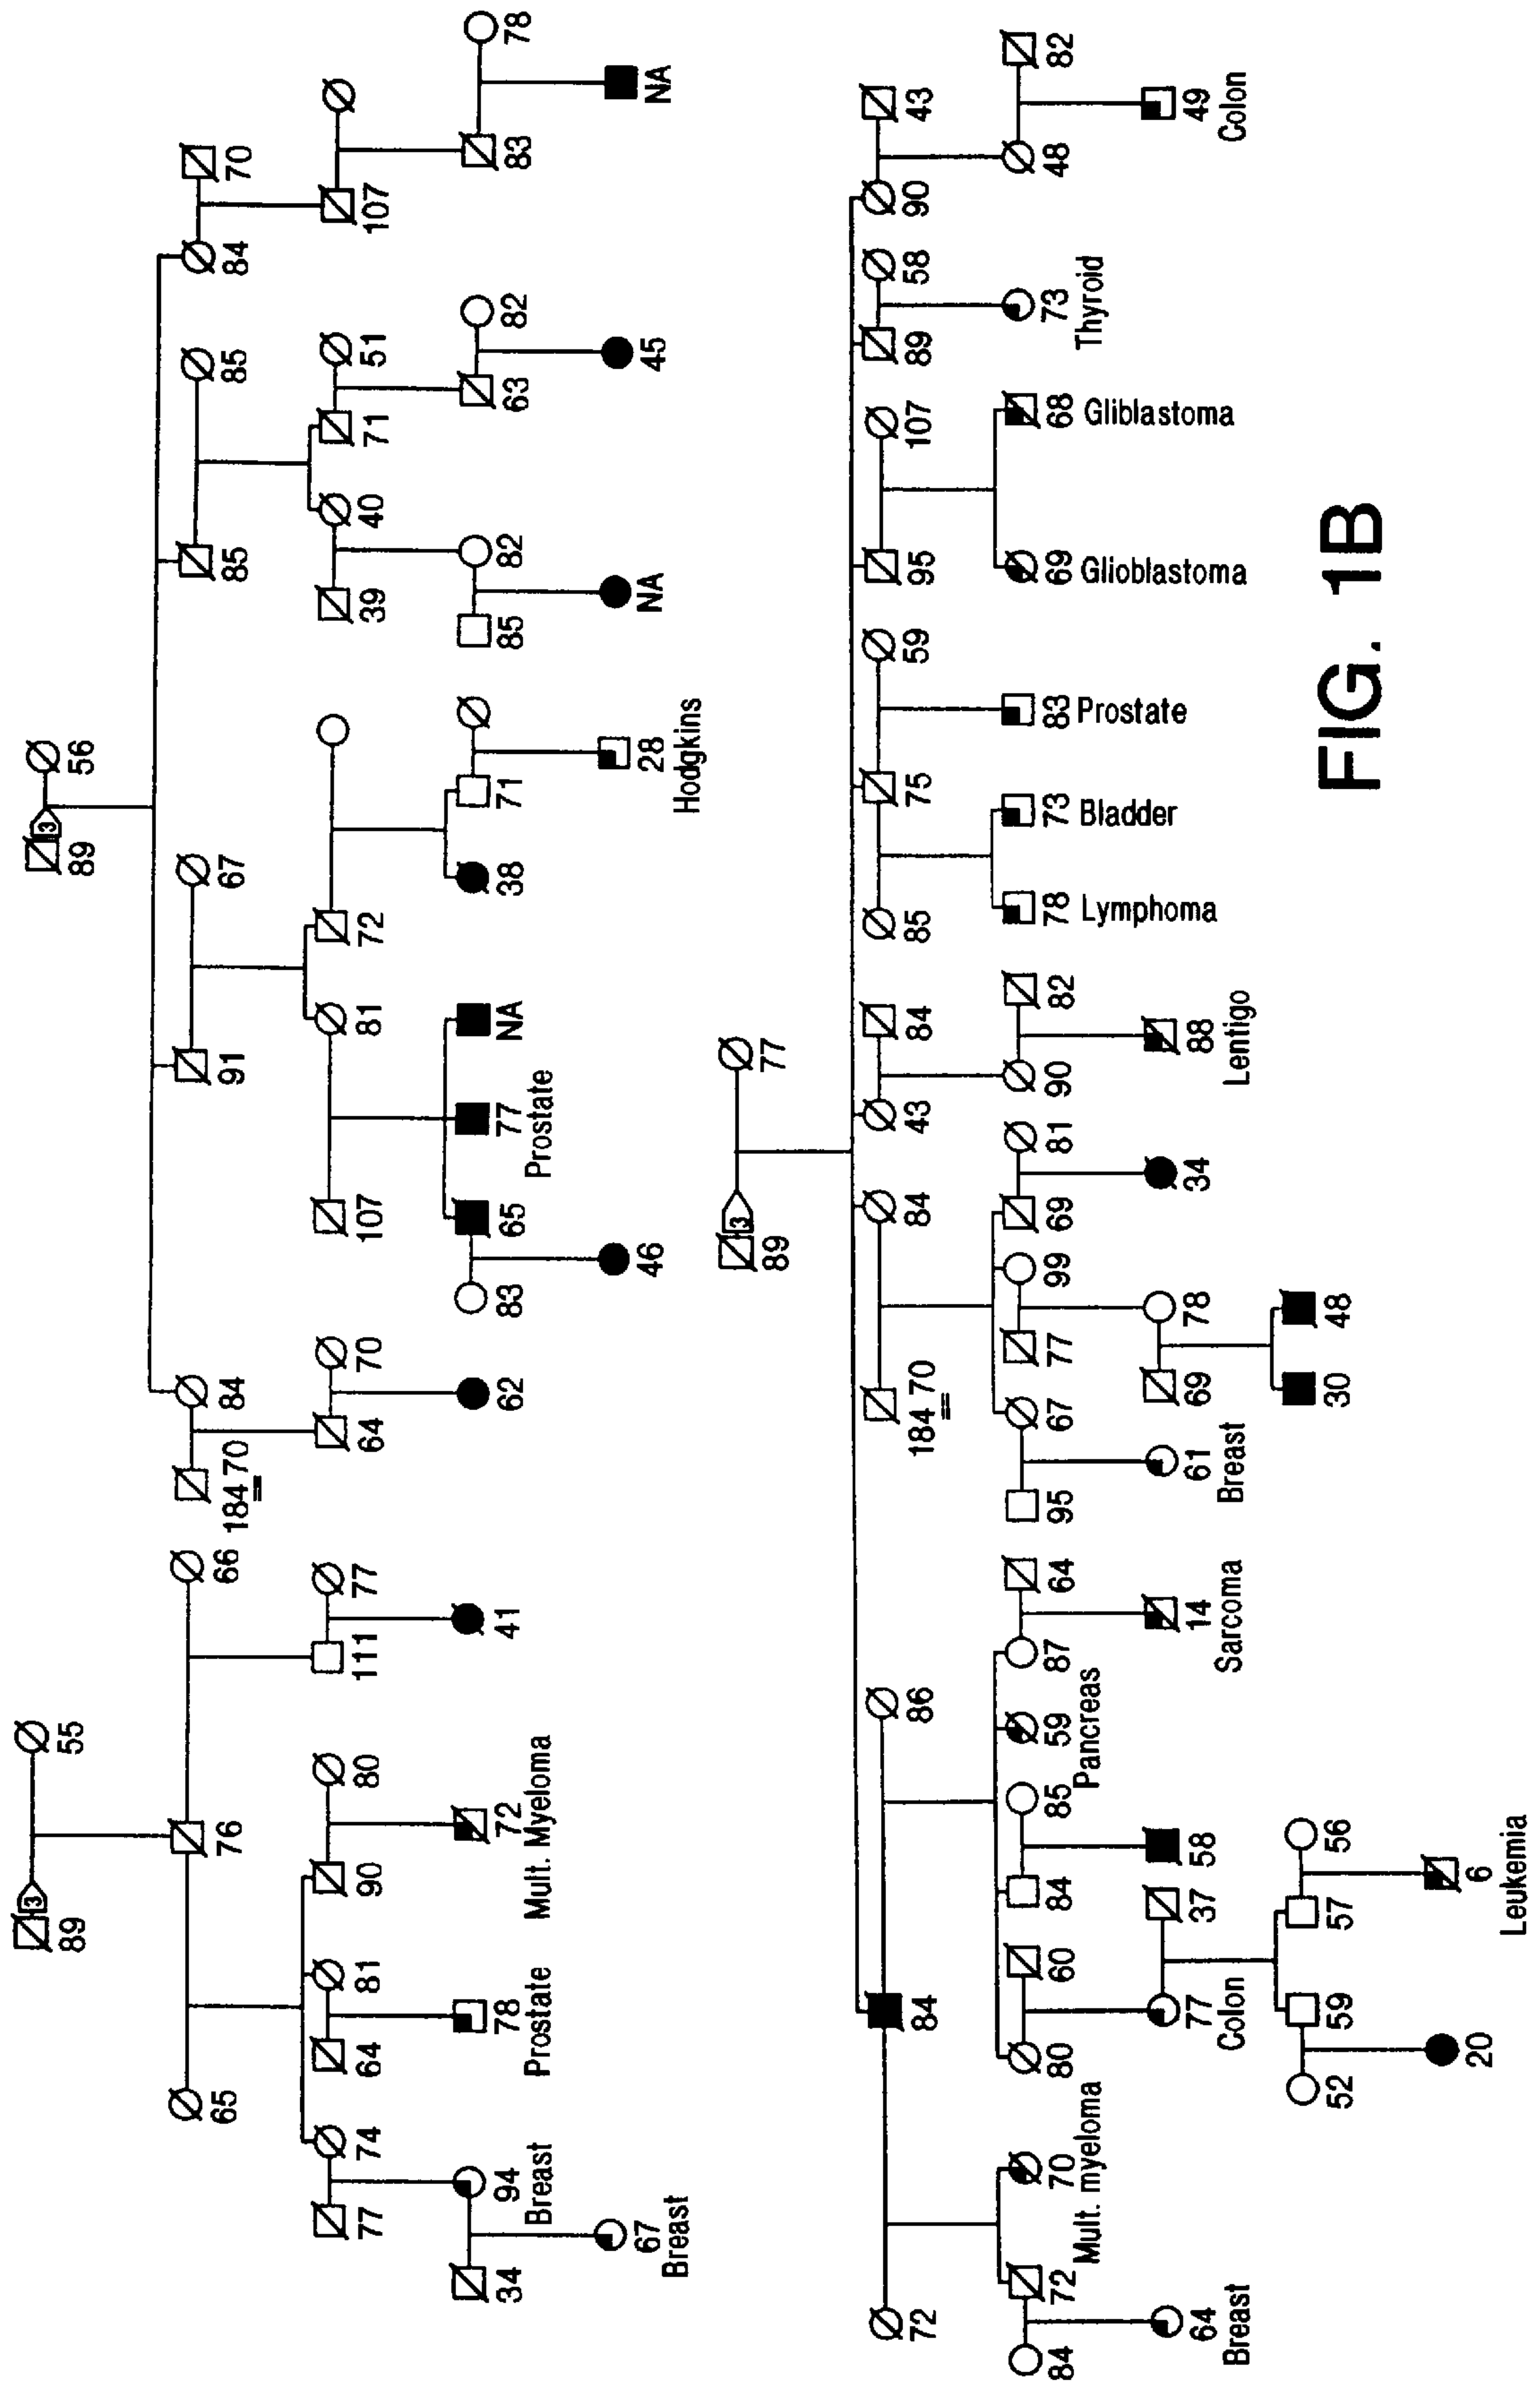 89 3 55
76 65 66
74 81 90 111
77 64 80 77
94 Breast
78 Prostate
72 Mult. Myeloma
41
34
67 Breast
89 3 56
184 70 84
91 67
85 85
84 70
64 70
107 81
72
39 40
71 51
107
62
83 65
77 Prostate
NA
38
71
85 82
63 82
83 78
46
28 Hodgkins
NA
45
NA
89 3 77
72 84 86
184 70 84
43 84
85 75 59
95 107
89 58
90 43
84 72
70 Mult. myeloma
80 60
84 85
59 Pancreas
87 64
95 67
77 99
69 81
90 82
78 Lymphoma
73 Bladder
83 Prostate
69 Glioblastoma
68 Gliblastoma
73 Thyroid
48 82
64 Breast
77 Colon
37
58
14 Sarcoma
61 Breast
69 78
34
88 Lentigo
49 Colon
52 59
57 56
30 48
20
6 Leukemia
FIG. 1B